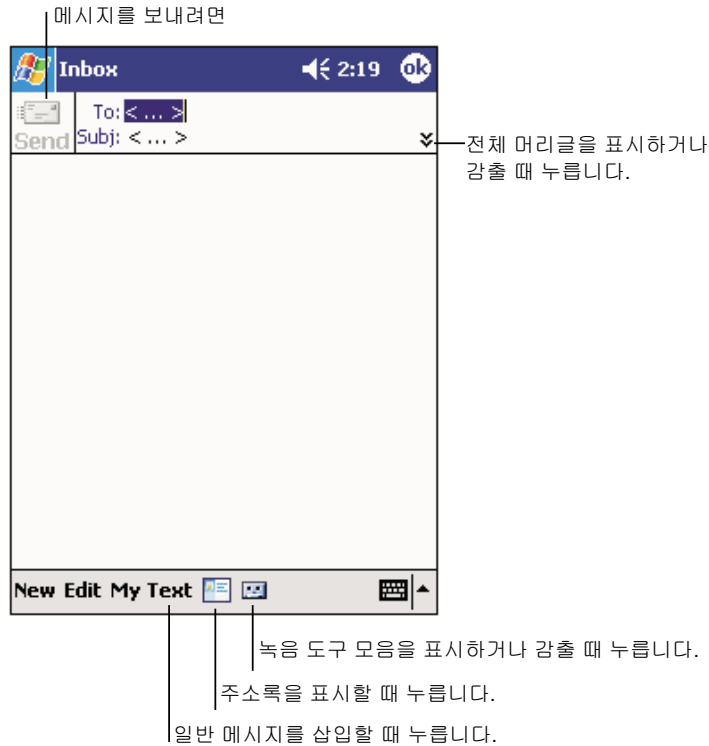 메시지를 보내려면
Inbox 2:19 ok
To: < ... >
Send Subj: < ... >
전체 머리글을 표시하거나
감출 때 누릅니다.
New Edit My Text
녹음 도구 모음을 표시하거나 감출 때 누릅니다.
주소록을 표시할 때 누릅니다.
일반 메시지를 삽입할 때 누릅니다.